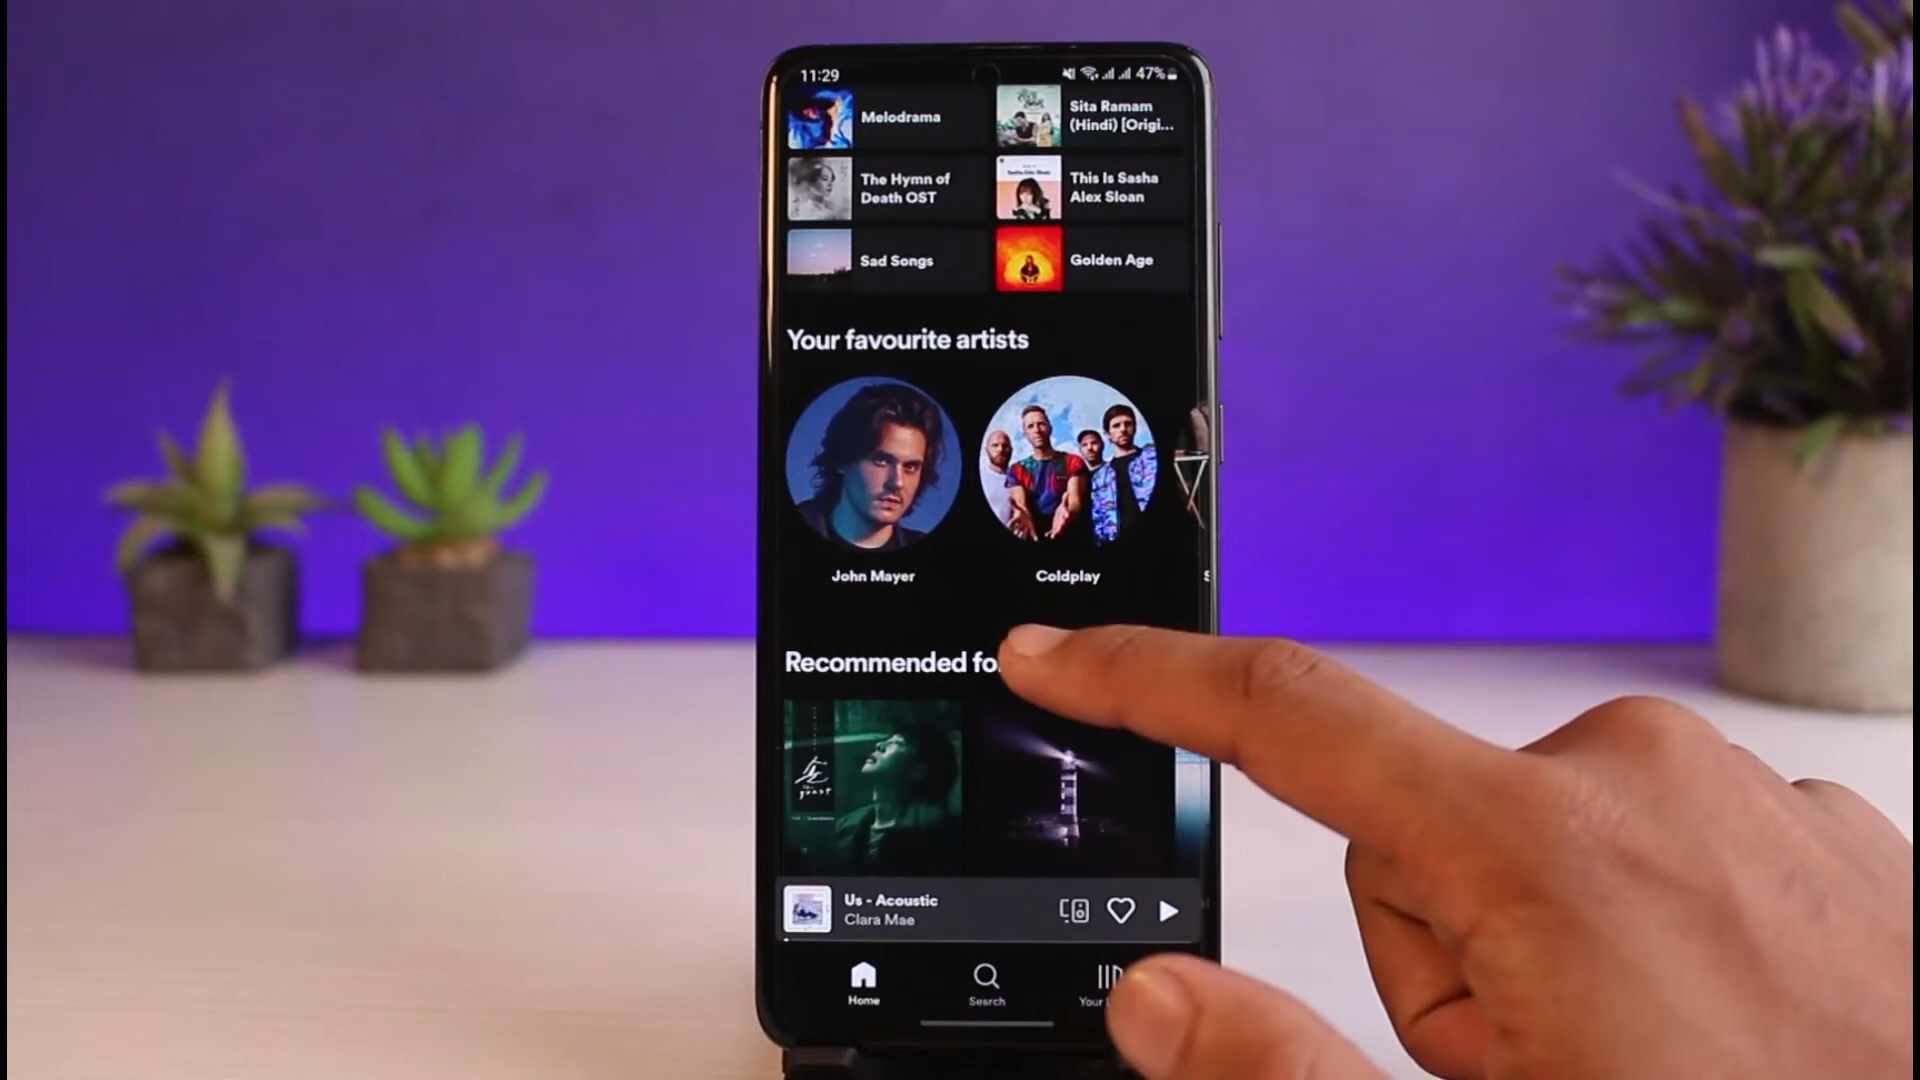 11:29
47%
Melodrama
Sita Ramam
(Hindi) [Origi...
The Hymn of
Death OST
This Is Sasha
Alex Sloan
Sad Songs
Golden Age
Your favourite artists
John Mayer
Coldplay
S
Recommended fo
Us - Acoustic
Clara Mae
Home
Search
Your L